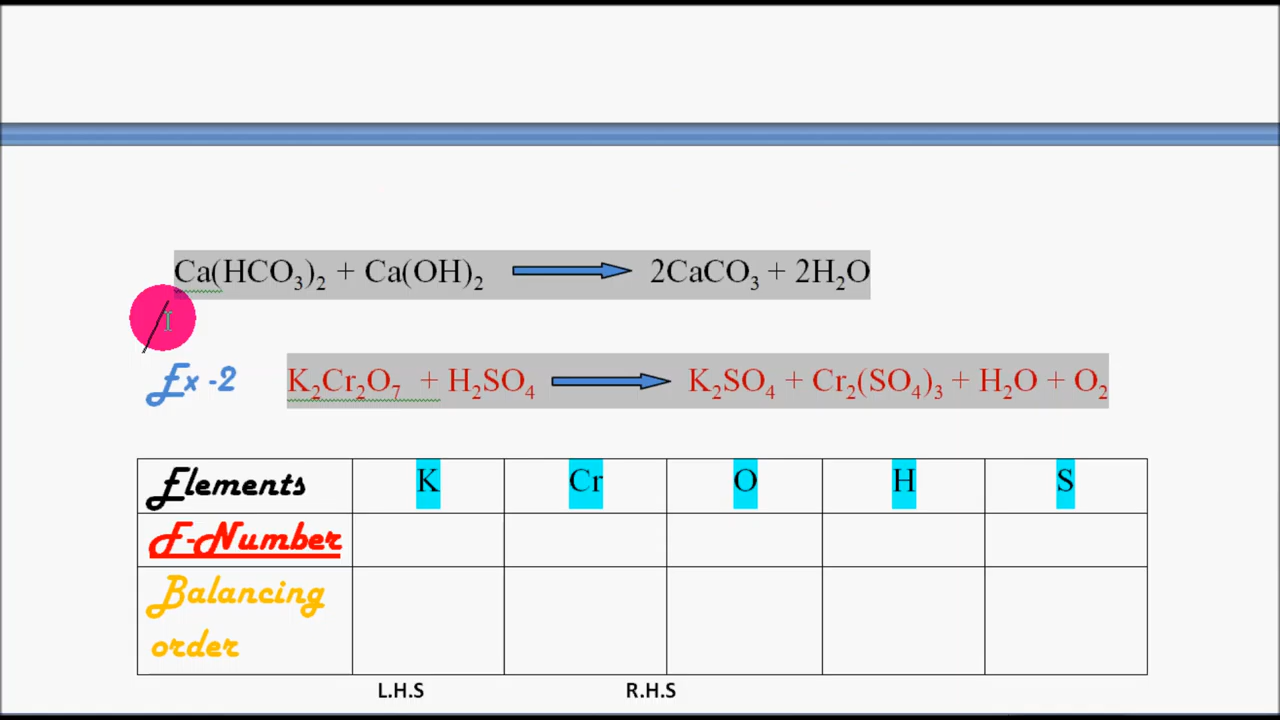 Ca(HCO₃)₂ + Ca(OH)₂ → 2CaCO₃ + 2H₂O
Ex -2 K₂Cr₂O₇ + H₂SO₄ → K₂SO₄ + Cr₂(SO₄)₃ + H₂O + O₂
Elements K Cr O H S
F-Number
Balancing
order
L.H.S R.H.S